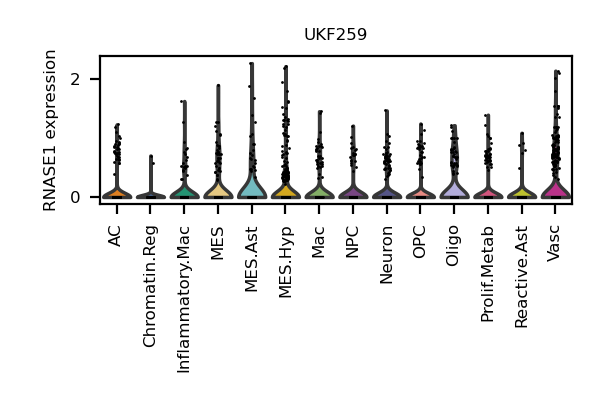 UKF259
RNASE1 expression
2
0
AC
Chromatin.Reg
Inflammatory.Mac
MES
MES.Ast
MES.Hyp
Mac
NPC
Neuron
OPC
Oligo
Prolif.Metab
Reactive.Ast
Vasc